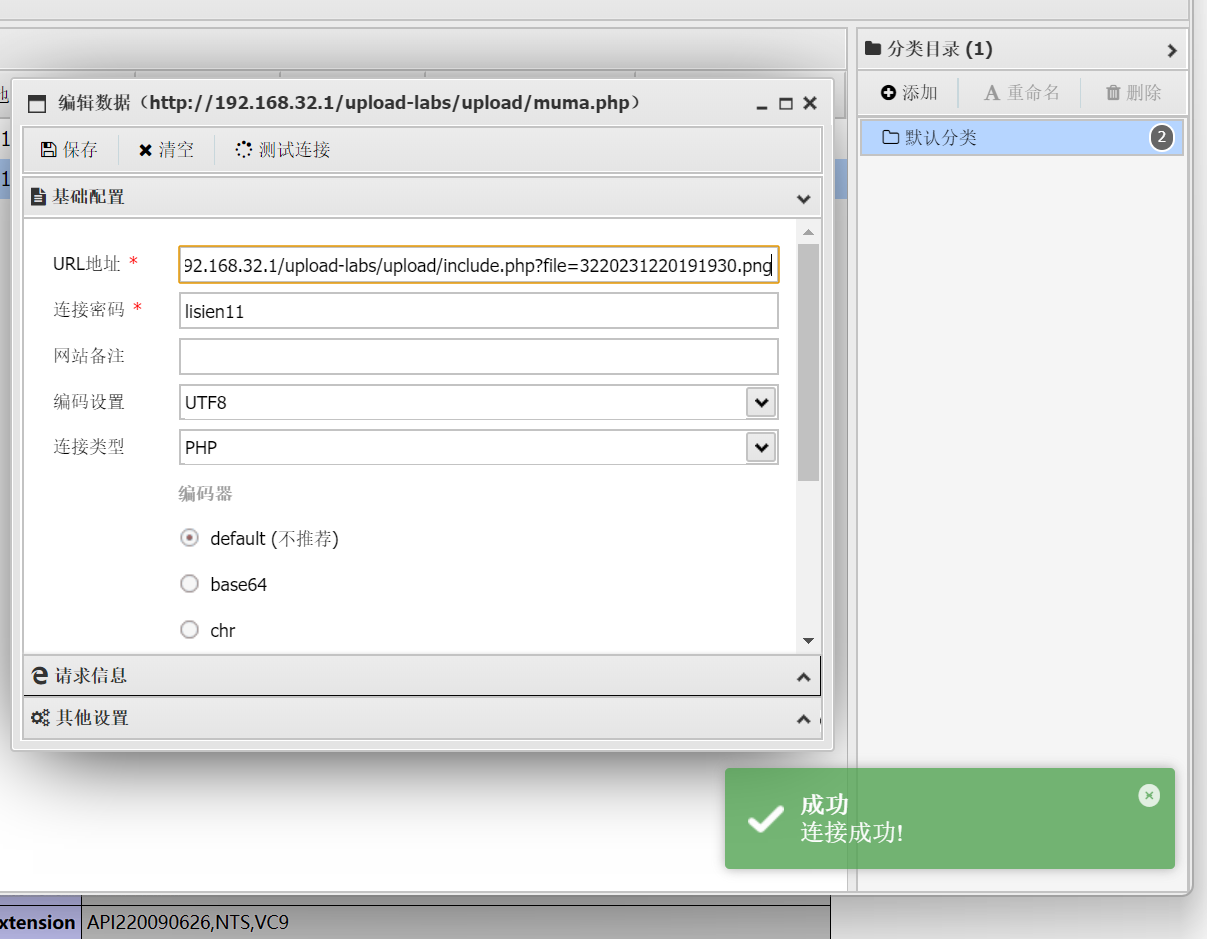 分类目录 (1)
添加
重命名
删除
默认分类
2
编辑数据（http://192.168.32.1/upload-labs/upload/muma.php）
保存
清空
测试连接
基础配置
URL地址 *
92.168.32.1/upload-labs/upload/include.php?file=3220231220191930.png
连接密码 *
lisien11
网站备注
编码设置
UTF8
连接类型
PHP
编码器
default (不推荐)
base64
chr
请求信息
其他设置
成功
连接成功!
xtension API220090626,NTS,VC9